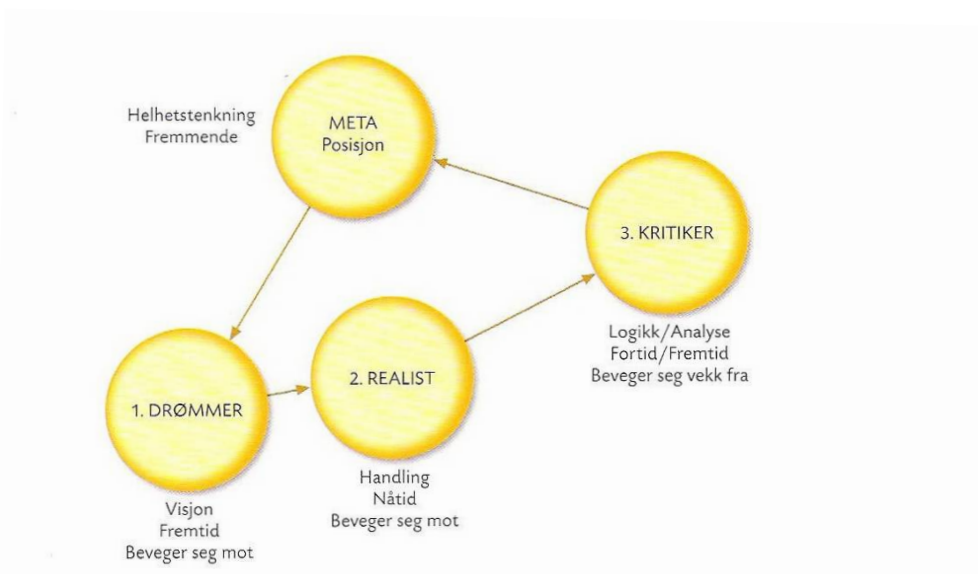 Helhetstenkning
Fremmende
META
Posisjon
3. KRITIKER
Logikk/Analyse
Fortid/Fremtid
Beveger seg vekk fra
2. REALIST
Handling
Nåtid
Beveger seg mot
1. DRØMMER
Visjon
Fremtid
Beveger seg mot